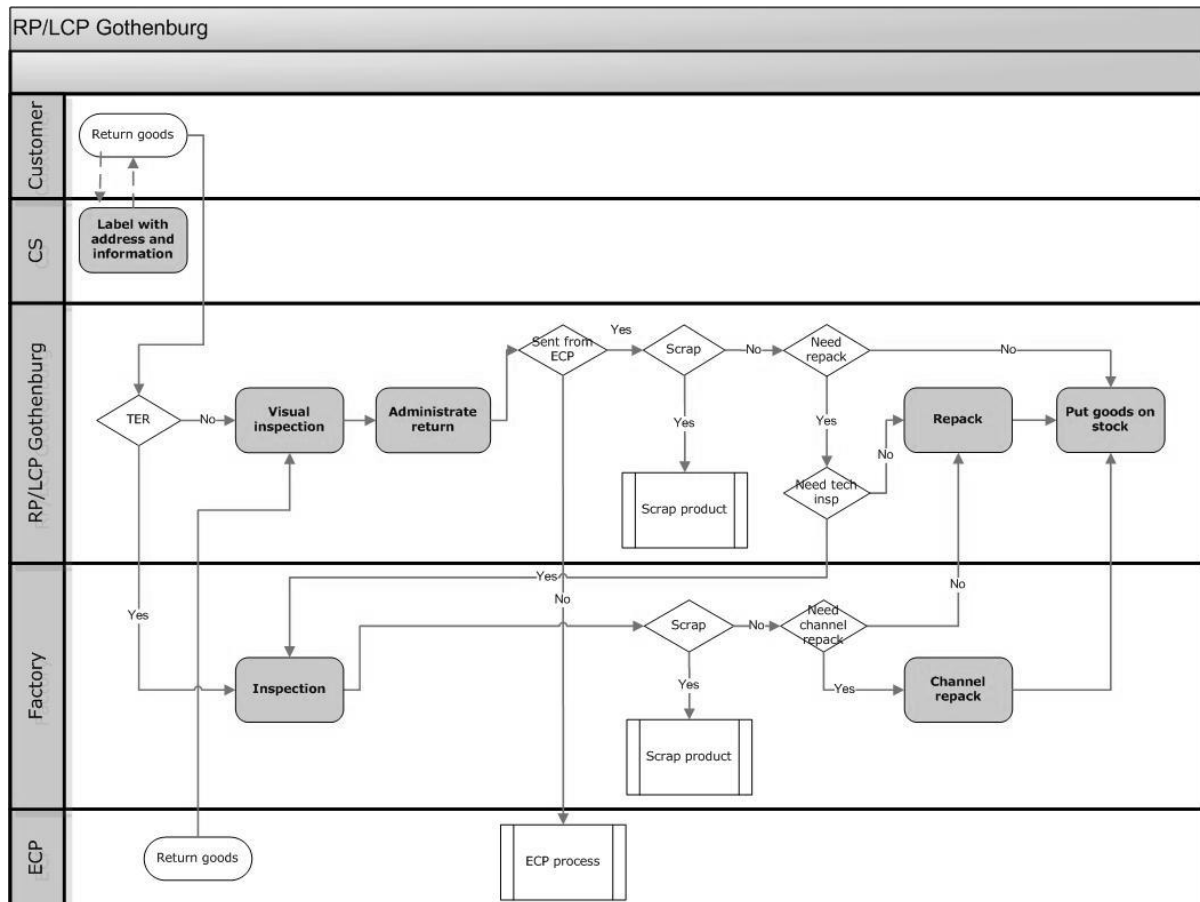 RP/LCP Gothenburg
Customer
Return goods
CS
Label with
address and
information
RP/LCP Gothenburg
TER
No
Visual
inspection
Administrate
return
Sent from
ECP
Yes
Scrap
No
Need
repack
No
Yes
Yes
Scrap product
Need tech
insp
No
Repack
Put goods on
stock
Factory
Yes
Yes
No
Inspection
Scrap
No
Need
channel
repack
No
Yes
Yes
Channel
repack
Scrap product
ECP
Return goods
ECP process